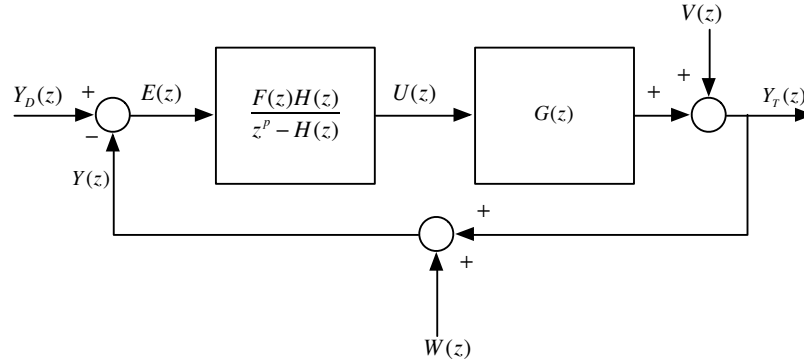 V(z)
+
Y_D(z)
+
E(z)
F(z)H(z)
z^p − H(z)
U(z)
G(z)
+
Y_T(z)
−
Y(z)
+
+
W(z)